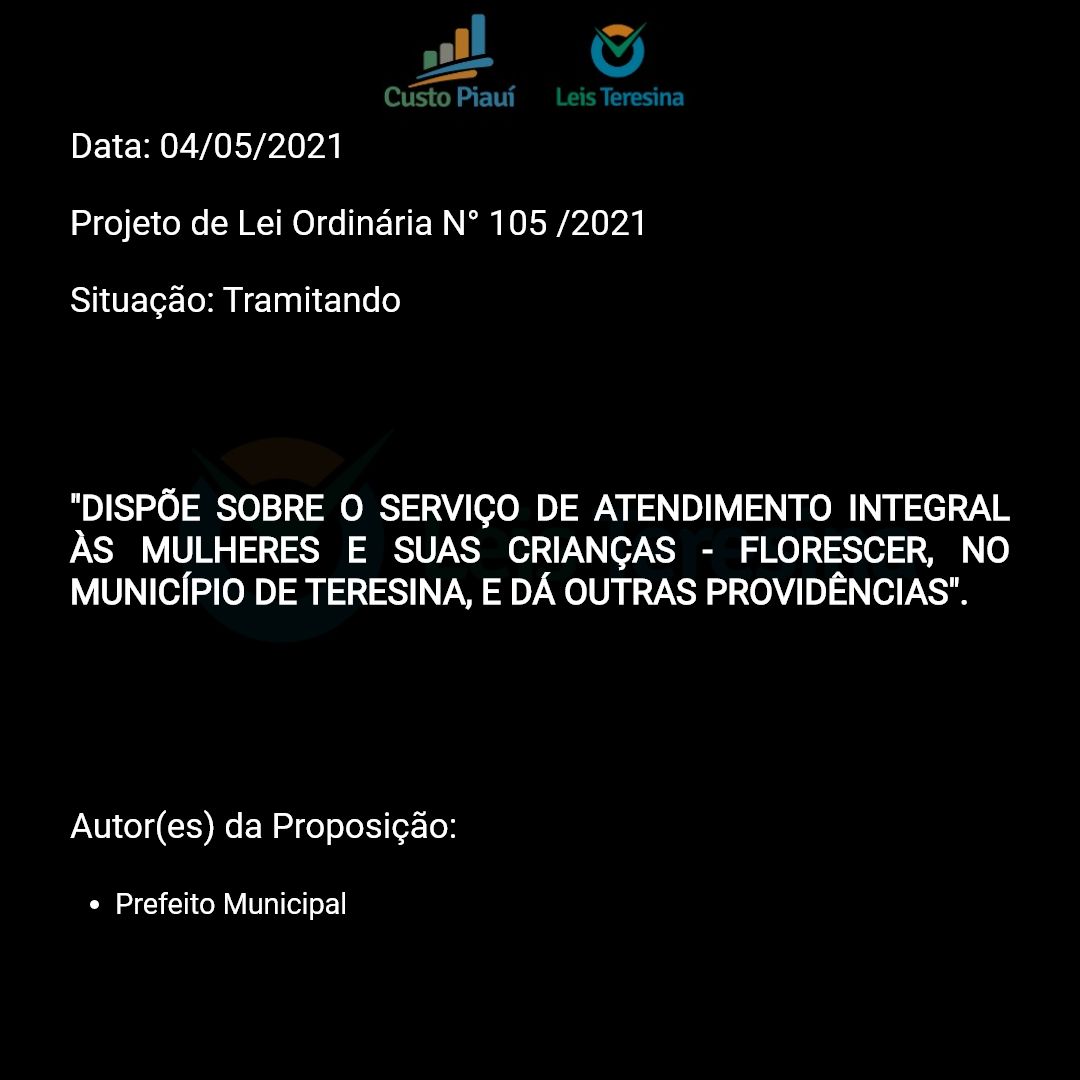 Custo Piauí
Leis Teresina
Data: 04/05/2021
Projeto de Lei Ordinária N° 105 /2021
Situação: Tramitando
"DISPÕE SOBRE O SERVIÇO DE ATENDIMENTO INTEGRAL
ÀS MULHERES E SUAS CRIANÇAS - FLORESCER, NO
MUNICÍPIO DE TERESINA, E DÁ OUTRAS PROVIDÊNCIAS".
Autor(es) da Proposição:
• Prefeito Municipal